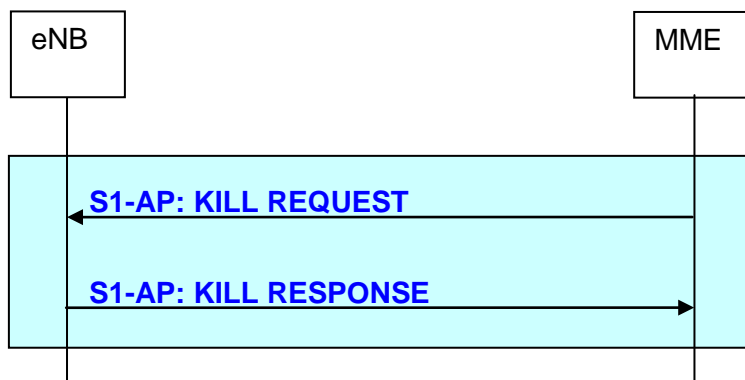 eNB
MME
S1-AP: KILL REQUEST
S1-AP: KILL RESPONSE